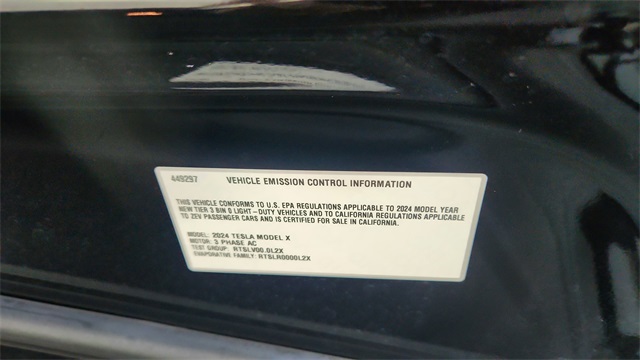 449297
VEHICLE EMISSION CONTROL INFORMATION
THIS VEHICLE CONFORMS TO U.S. EPA REGULATIONS APPLICABLE TO 2024 MODEL YEAR
NEW TIER 3 BIN 0 LIGHT-DUTY VEHICLES AND TO CALIFORNIA REGULATIONS APPLICABLE
TO ZEV PASSENGER CARS AND IS CERTIFIED FOR SALE IN CALIFORNIA.
MODEL: 2024 TESLA MODEL X
MOTOR: 3 PHASE AC
TEST GROUP: RTSLV00.0L2X
EVAPORATIVE FAMILY: RTSLR0000L2X